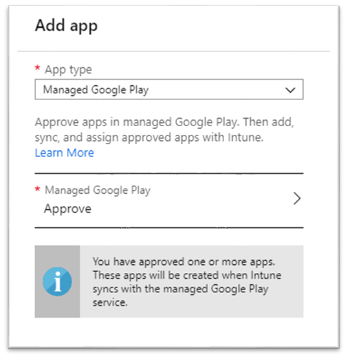 Add app
* App type
Managed Google Play
Approve apps in managed Google Play. Then add,
sync, and assign approved apps with Intune.
Learn More
* Managed Google Play
Approve
You have approved one or more apps.
These apps will be created when Intune
syncs with the managed Google Play
service.